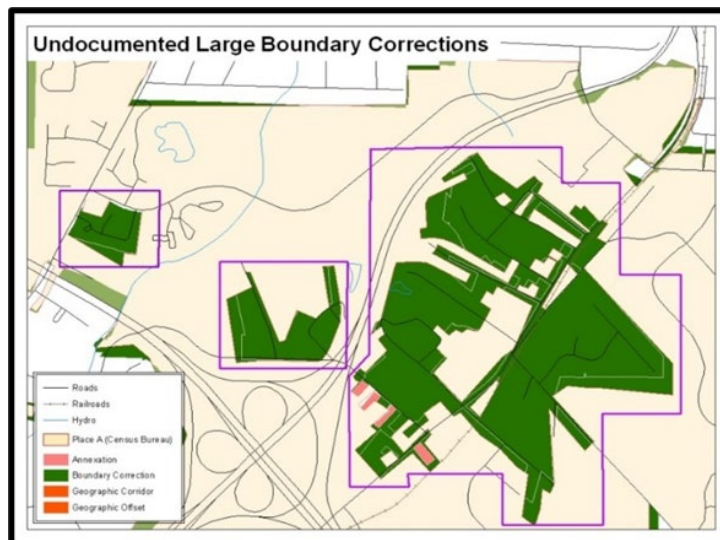 Undocumented Large Boundary Corrections
Roads
Railroads
Hydro
Place A (Census Bureau)
Annexation
Boundary Correction
Geographic Corridor
Geographic Offset